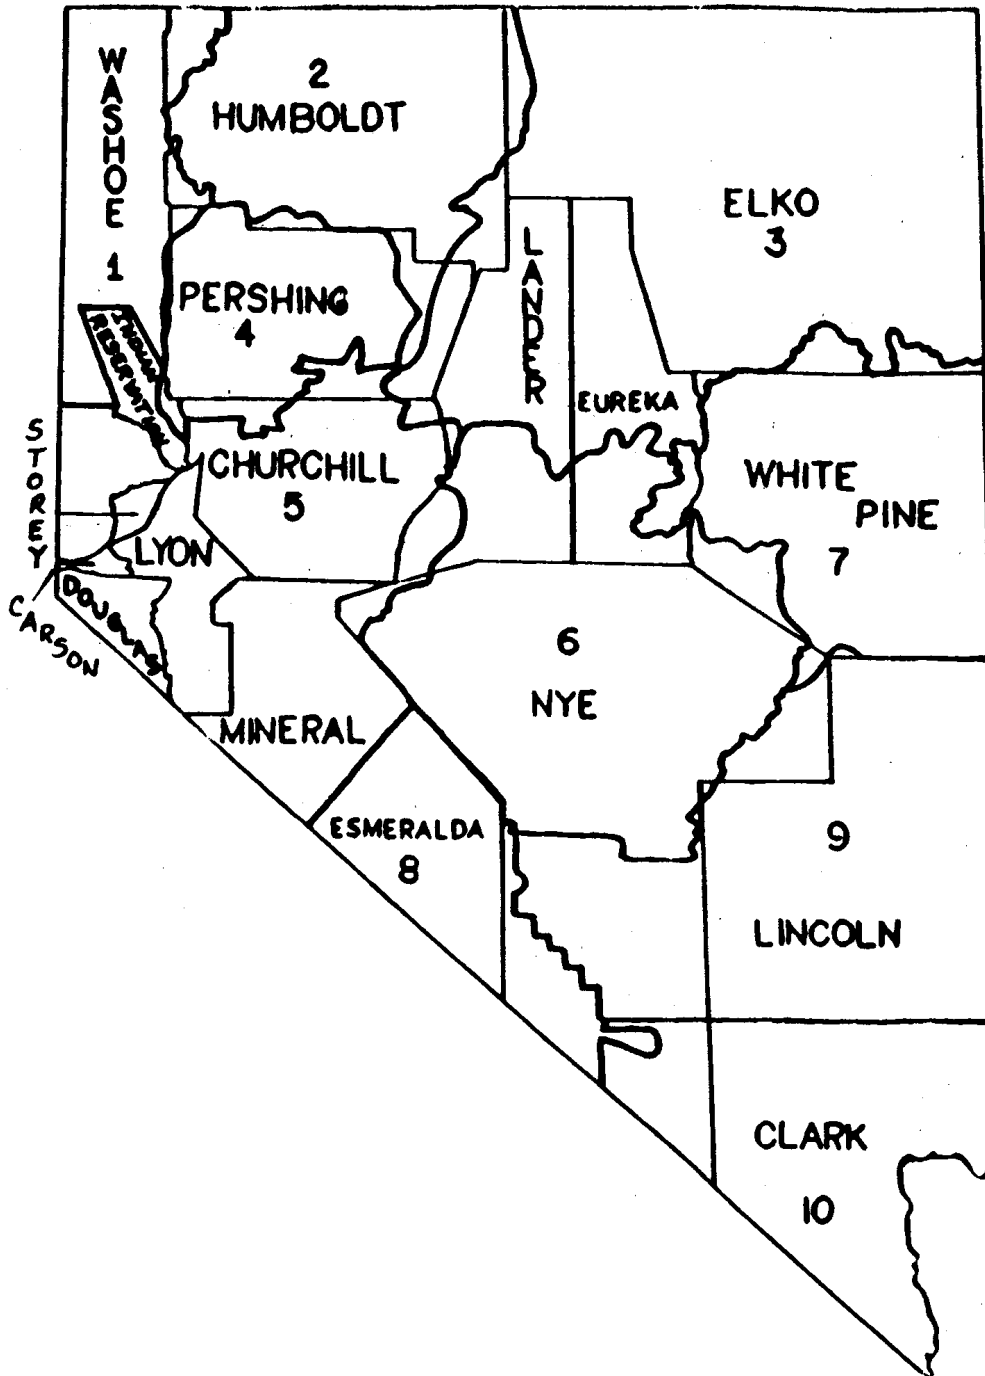 WASHOE 1
2
HUMBOLDT
ELKO
3
LANDER
PERSHING
4
INDIAN
RESERVATION
EUREKA
STOREY
CHURCHILL
5
WHITE
PINE
7
LYON
DOUGLAS
CARSON
6
NYE
MINERAL
ESMERALDA
8
9
LINCOLN
CLARK
10